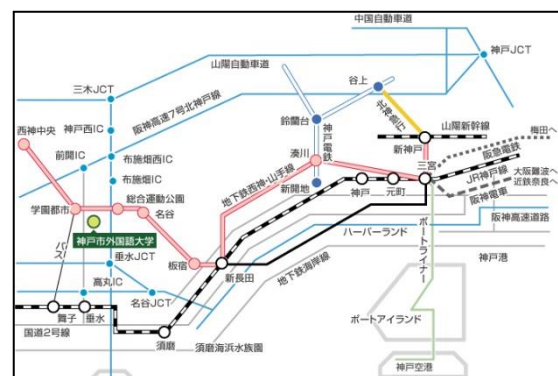 中国自動車道
山陽自動車道
神戸JCT
三木JCT
谷上
阪神高速7号北神戸線
北神急行
鈴蘭台
神戸電鉄
神戸西IC
西神中央
前開IC
布施畑西IC
湊川
山陽新幹線
新神戸
梅田へ
三宮
阪急電鉄
布施畑IC
地下鉄西神・山手線
総合運動公園
新開地
神戸
元町
JR神戸線
大阪難波へ
近鉄奈良へ
阪神電車
学園都市
名谷
神戸市外国語大学
バス
垂水JCT
板宿
新長田
ハーバーランド
ポートライナー
阪神高速道路
神戸港
地下鉄海岸線
高丸IC
名谷JCT
舞子
垂水
国道2号線
須磨
須磨海浜水族園
ポートアイランド
神戸空港